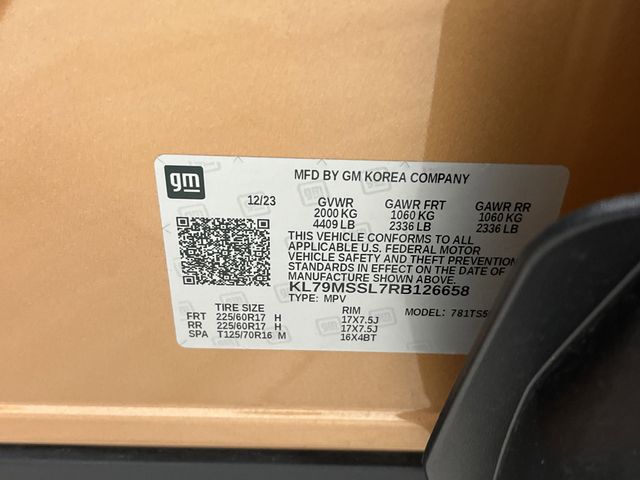 gm
MFD BY GM KOREA COMPANY
12/23 GVWR GAWR FRT GAWR RR
2000 KG 1060 KG 1060 KG
4409 LB 2336 LB 2336 LB
THIS VEHICLE CONFORMS TO ALL
APPLICABLE U.S. FEDERAL MOTOR
VEHICLE SAFETY AND THEFT PREVENTION
STANDARDS IN EFFECT ON THE DATE OF
MANUFACTURE SHOWN ABOVE.
KL79MSSL7RB126658
TYPE: MPV
TIRE SIZE RIM MODEL:
FRT 225/60R17 H 17X7.5J
RR 225/60R17 H 17X7.5J
SPA T125/70R16 M 16X4BT